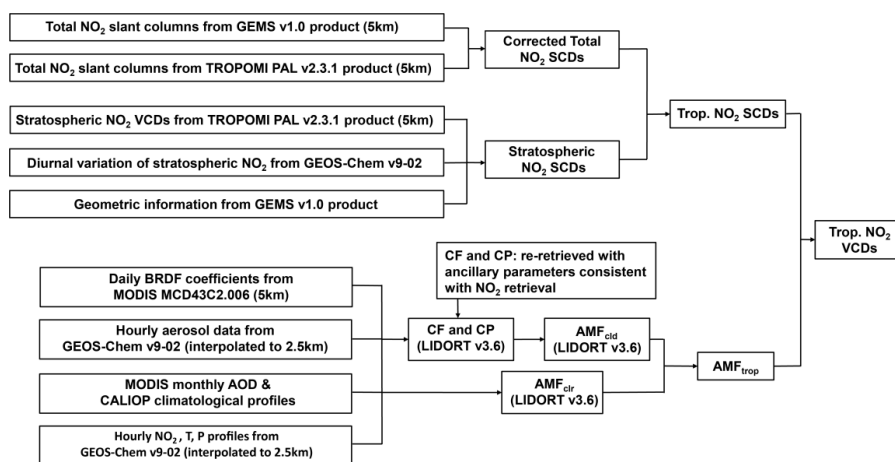 Total NO₂ slant columns from GEMS v1.0 product (5km)
Total NO₂ slant columns from TROPOMI PAL v2.3.1 product (5km)
Corrected Total
NO₂ SCDs
Stratospheric NO₂ VCDs from TROPOMI PAL v2.3.1 product (5km)
Diurnal variation of stratospheric NO₂ from GEOS-Chem v9-02
Geometric information from GEMS v1.0 product
Stratospheric
NO₂ SCDs
Trop. NO₂ SCDs
Trop. NO₂
VCDs
CF and CP: re-retrieved with
ancillary parameters consistent
with NO₂ retrieval
Daily BRDF coefficients from
MODIS MCD43C2.006 (5km)
Hourly aerosol data from
GEOS-Chem v9-02 (interpolated to 2.5km)
MODIS monthly AOD &
CALIOP climatological profiles
Hourly NO₂ , T, P profiles from
GEOS-Chem v9-02 (interpolated to 2.5km)
CF and CP
(LIDORT v3.6)
AMFcld
(LIDORT v3.6)
AMFclr
(LIDORT v3.6)
AMFtrop